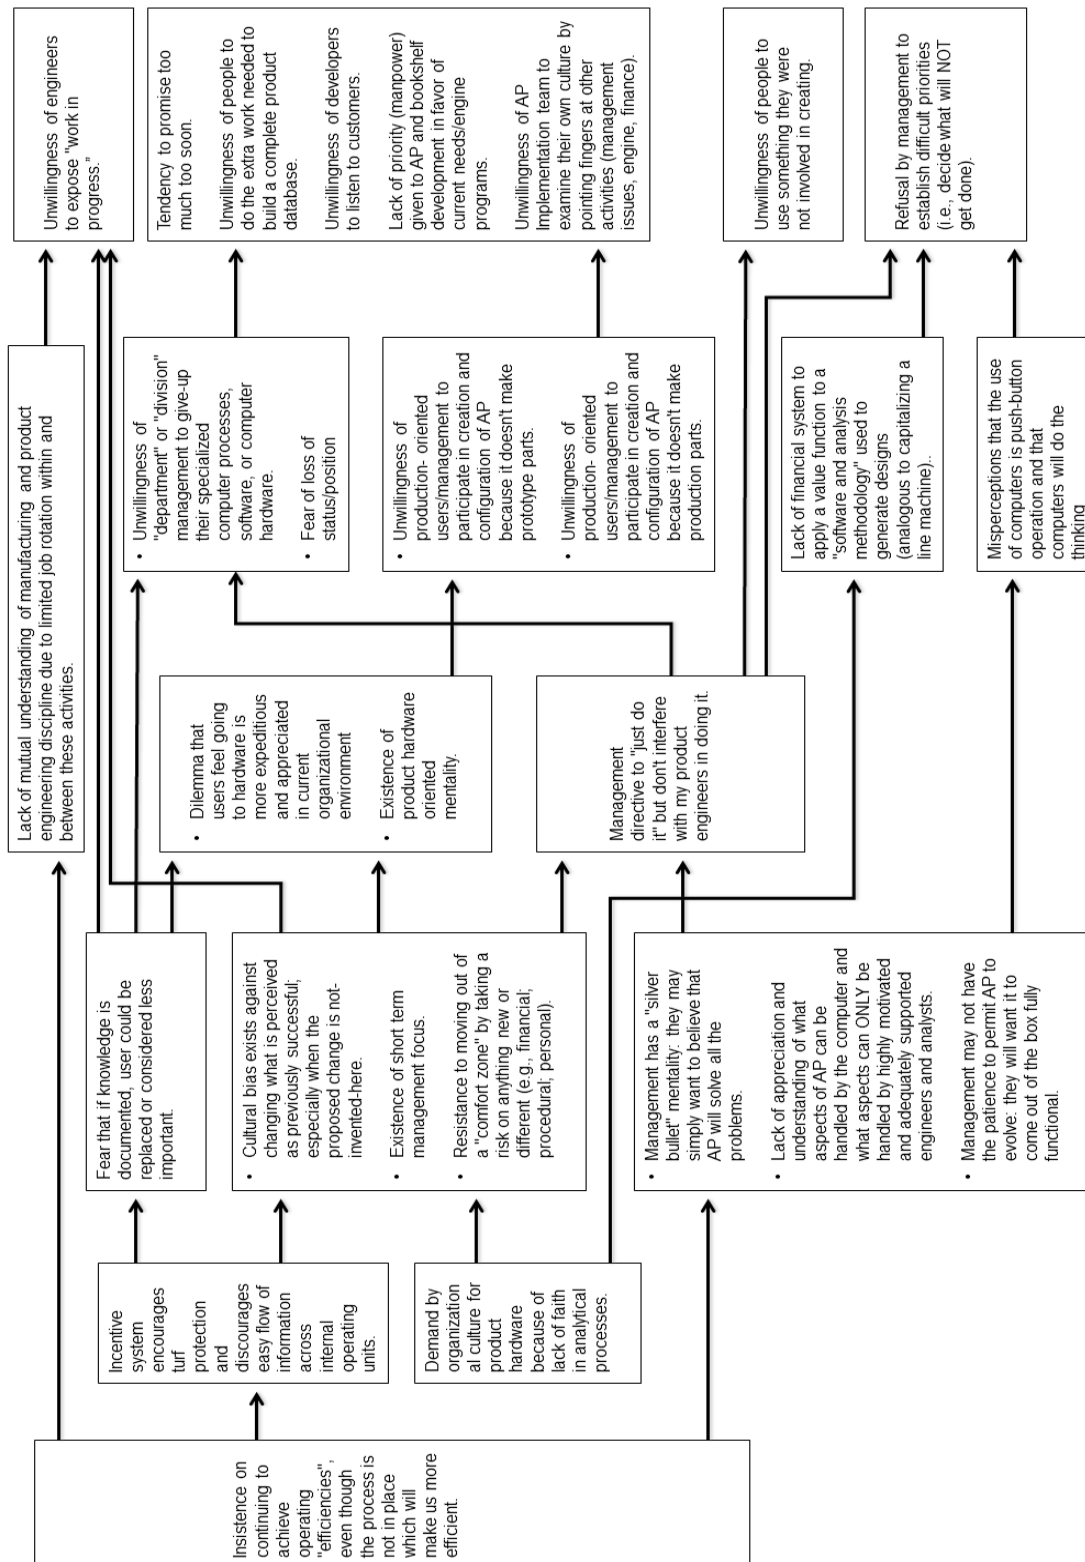 Insistence on
continuing to
achieve
operating
"efficiencies",
even though
the process is
not in place
which will
make us more
efficient.
Incentive
system
encourages
turf
protection
and
discourages
easy flow of
information
across
internal
operating
units.
Demand by
organization
al culture for
product
hardware
because of
lack of faith
in analytical
processes.
Fear that if knowledge is
documented, user could be
replaced or considered less
important.
• Cultural bias exists against
changing what is perceived
as previously successful;
especially when the
proposed change is not-
invented-here.
• Existence of short term
management focus.
• Resistance to moving out of
a "comfort zone" by taking a
risk on anything new or
different (e.g., financial;
procedural; personal).
• Management has a "silver
bullet" mentality: they may
simply want to believe that
AP will solve all the
problems.
• Lack of appreciation and
understanding of what
aspects of AP can be
handled by the computer and
what aspects can ONLY be
handled by highly motivated
and adequately supported
engineers and analysts.
• Management may not have
the patience to permit AP to
evolve: they will want it to
come out of the box fully
functional.
Lack of mutual understanding of manufacturing and product
engineering discipline due to limited job rotation within and
between these activities.
• Dilemma that
users feel going
to hardware is
more expeditious
and appreciated
in current
organizational
environment
• Existence of
product hardware
oriented
mentality.
Management
directive to "just do
it" but don't interfere
with my product
engineers in doing it.
• Unwillingness of
"department" or "division"
management to give-up
their specialized
computer processes,
software, or computer
hardware.
• Fear of loss of
status/position
• Unwillingness of
production- oriented
users/management to
participate in creation and
configuration of AP
because it doesn't make
prototype parts.
• Unwillingness of
production- oriented
users/management to
participate in creation and
configuration of AP
because it doesn't make
production parts.
Lack of financial system to
apply a value function to a
"software and analysis
methodology" used to
generate designs
(analogous to capitalizing a
line machine)..
Misperceptions that the use
of computers is push-button
operation and that
computers will do the
thinking
Unwillingness of engineers
to expose "work in
progress"
Tendency to promise too
much too soon.
Unwillingness of people to
do the extra work needed to
build a complete product
database.
Unwillingness of developers
to listen to customers.
Lack of priority (manpower)
given to AP and bookshelf
development in favor of
current needs/engine
programs.
Unwillingness of AP
Implementation team to
examine their own culture by
pointing fingers at other
activities (management
issues, engine, finance).
Unwillingness of people to
use something they were
not involved in creating.
Refusal by management to
establish difficult priorities
(i.e., decide what will NOT
get done).